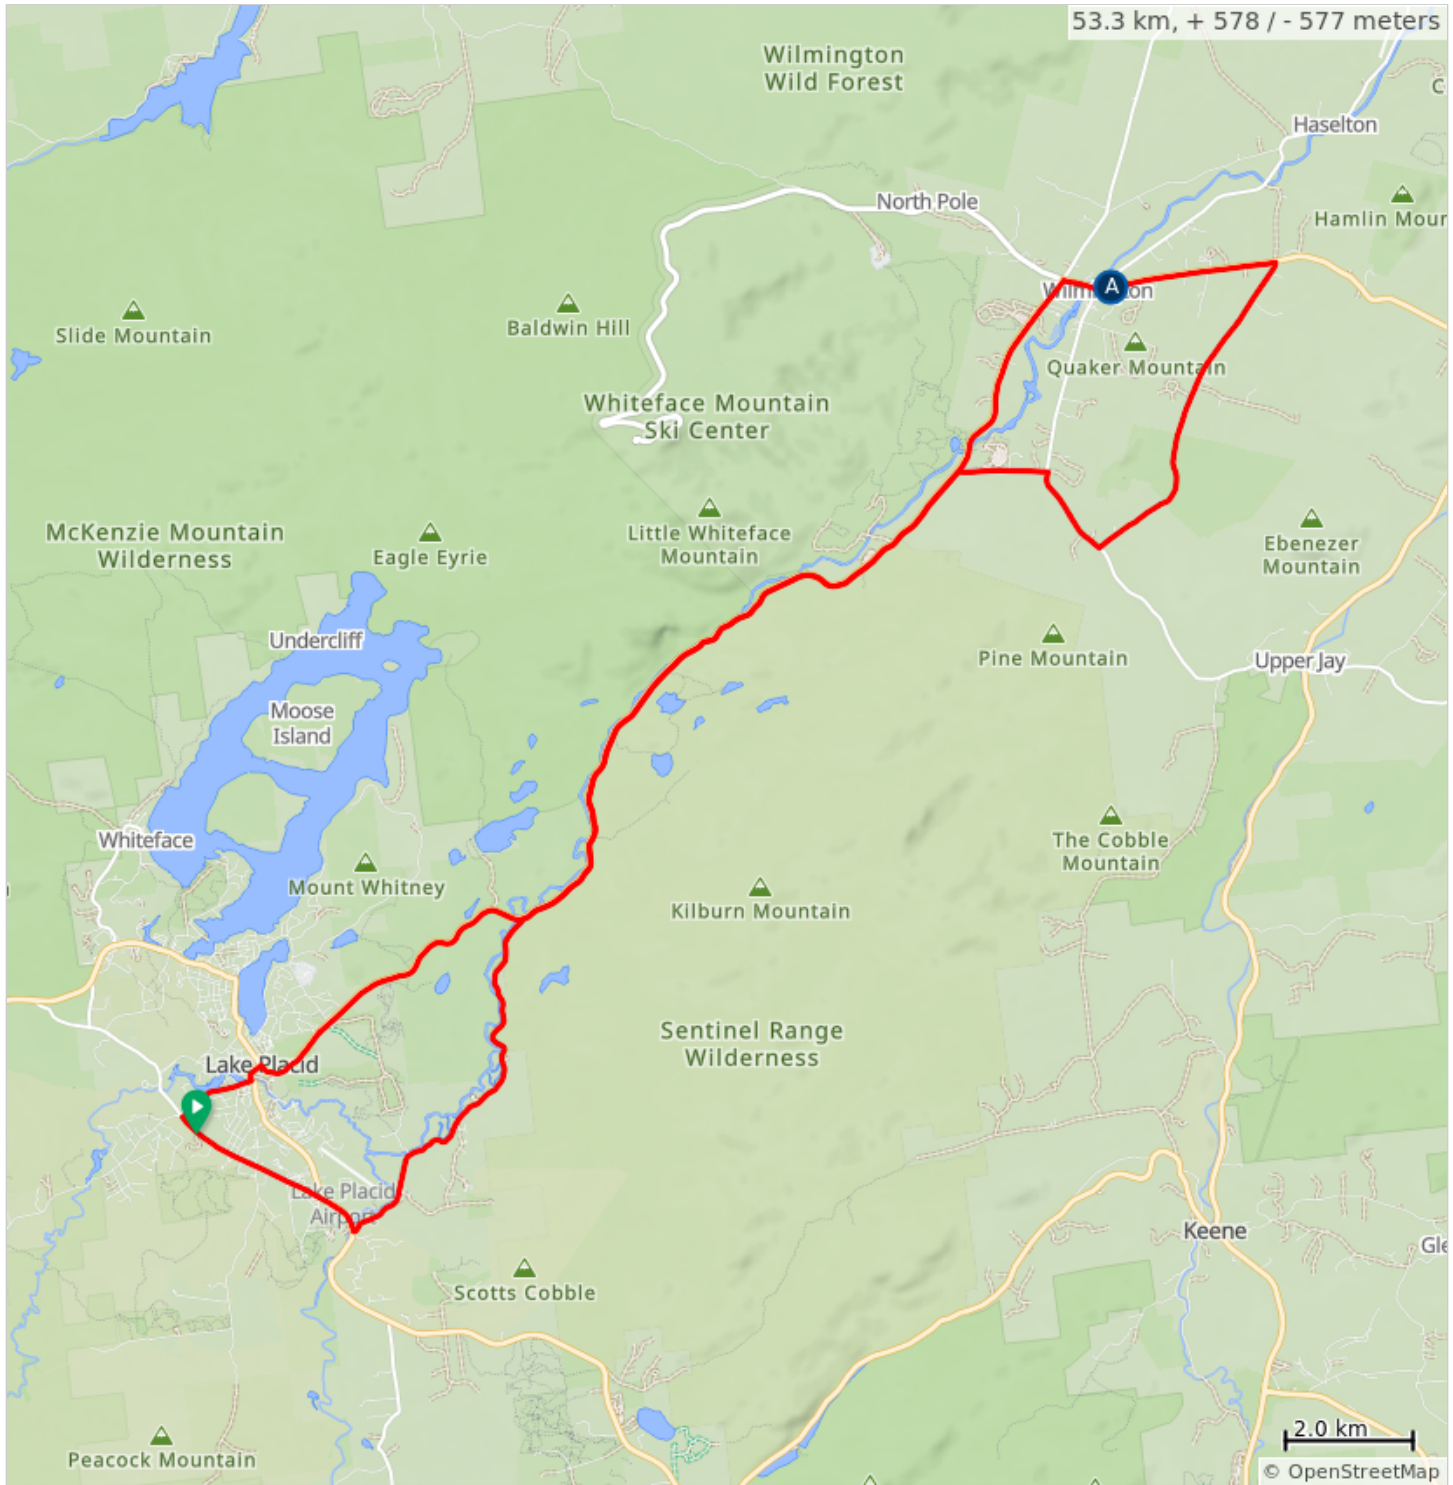 53.3 km, + 578 / - 577 meters
Wilmington
Wild Forest
Haselton
North Pole
Hamlin Mour
A
Slide Mountain
Baldwin Hill
Quaker Mountain
Whiteface Mountain
Ski Center
McKenzie Mountain
Wilderness
Eagle Eyrie
Little Whiteface
Mountain
Ebenezer
Mountain
Undercliff
Pine Mountain
Upper Jay
Moose
Island
Whiteface
The Cobble
Mountain
Mount Whitney
Kilburn Mountain
Sentinel Range
Wilderness
Lake Placid
Lake Placid
Airport
Keene
Gle
Scotts Cobble
Peacock Mountain
2.0 km
© OpenStreetMap